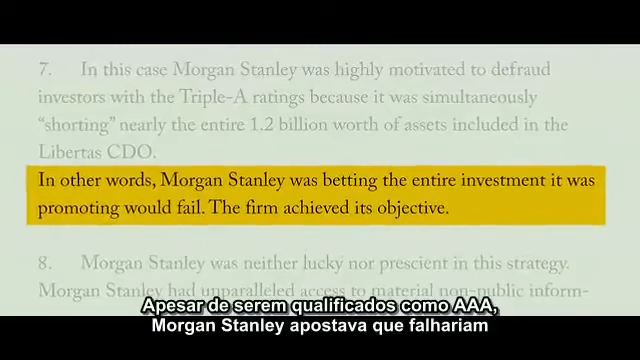 7. In this case Morgan Stanley was highly motivated to defraud
investors with the Triple-A ratings because it was simultaneously
“shorting” nearly the entire 1.2 billion worth of assets included in the
Libertas CDO.
In other words, Morgan Stanley was betting the entire investment it was
promoting would fail. The firm achieved its objective.
8. Morgan Stanley was neither lucky nor prescient in this strategy.
Morgan Stanley had unparalleled access to material non-public inform-
Apesar de serem qualificados como AAA,
Morgan Stanley apostava que falhariam